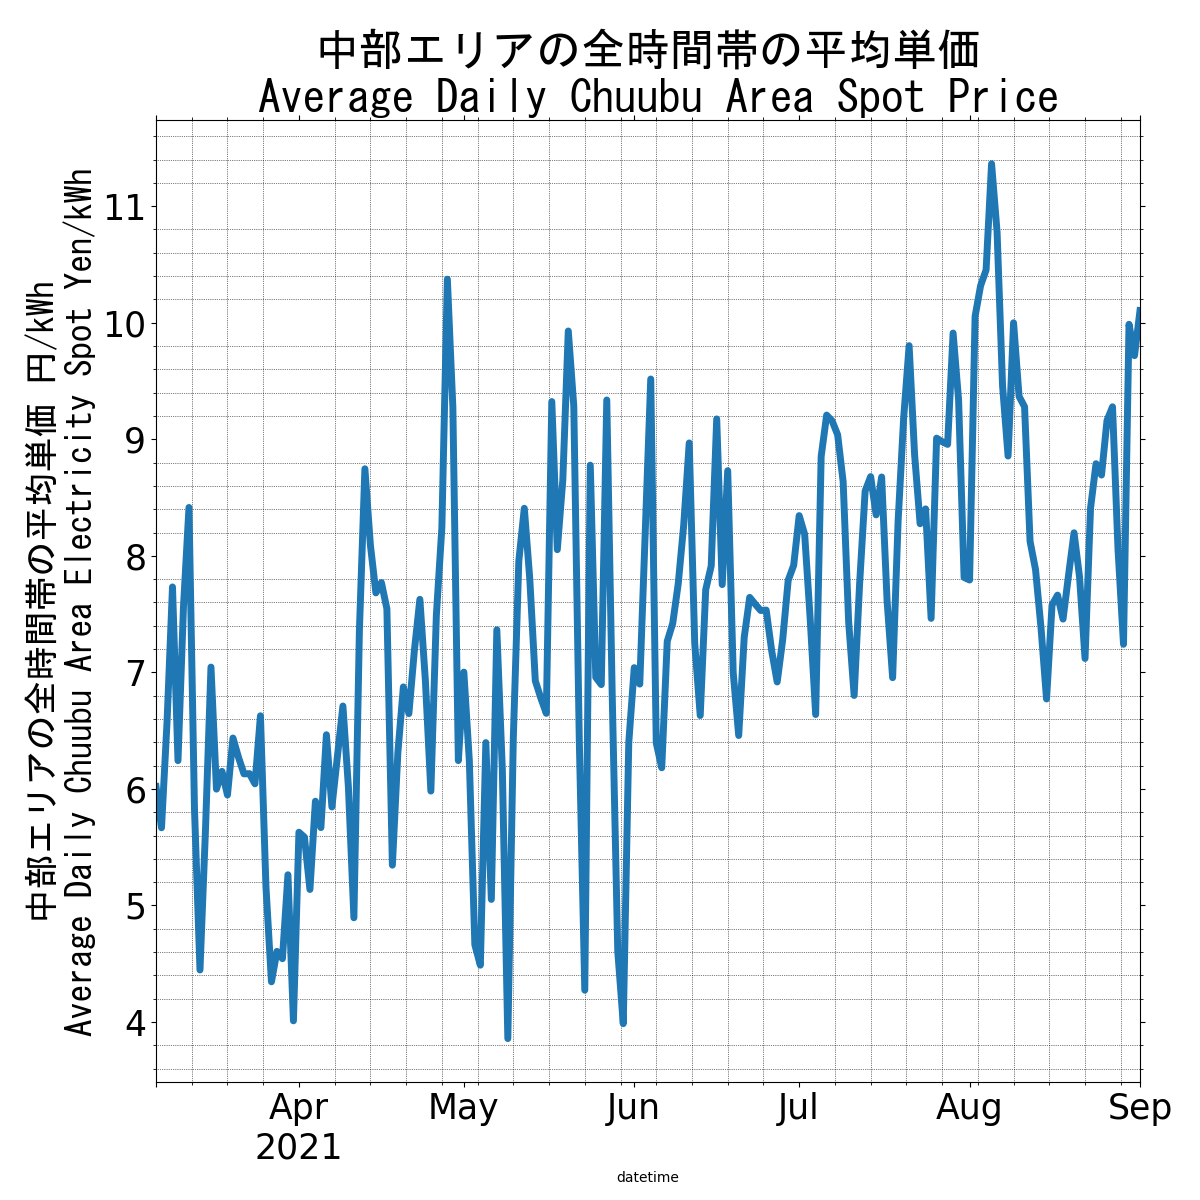 中部エリアの全時間帯の平均単価
Average Daily Chuubu Area Spot Price
中部エリアの全時間帯の平均単価 円/kWh
Average Daily Chuubu Area Electricity Spot Yen/kWh
11
10
9
8
7
6
5
4
Apr
2021
May
Jun
Jul
Aug
Sep
datetime